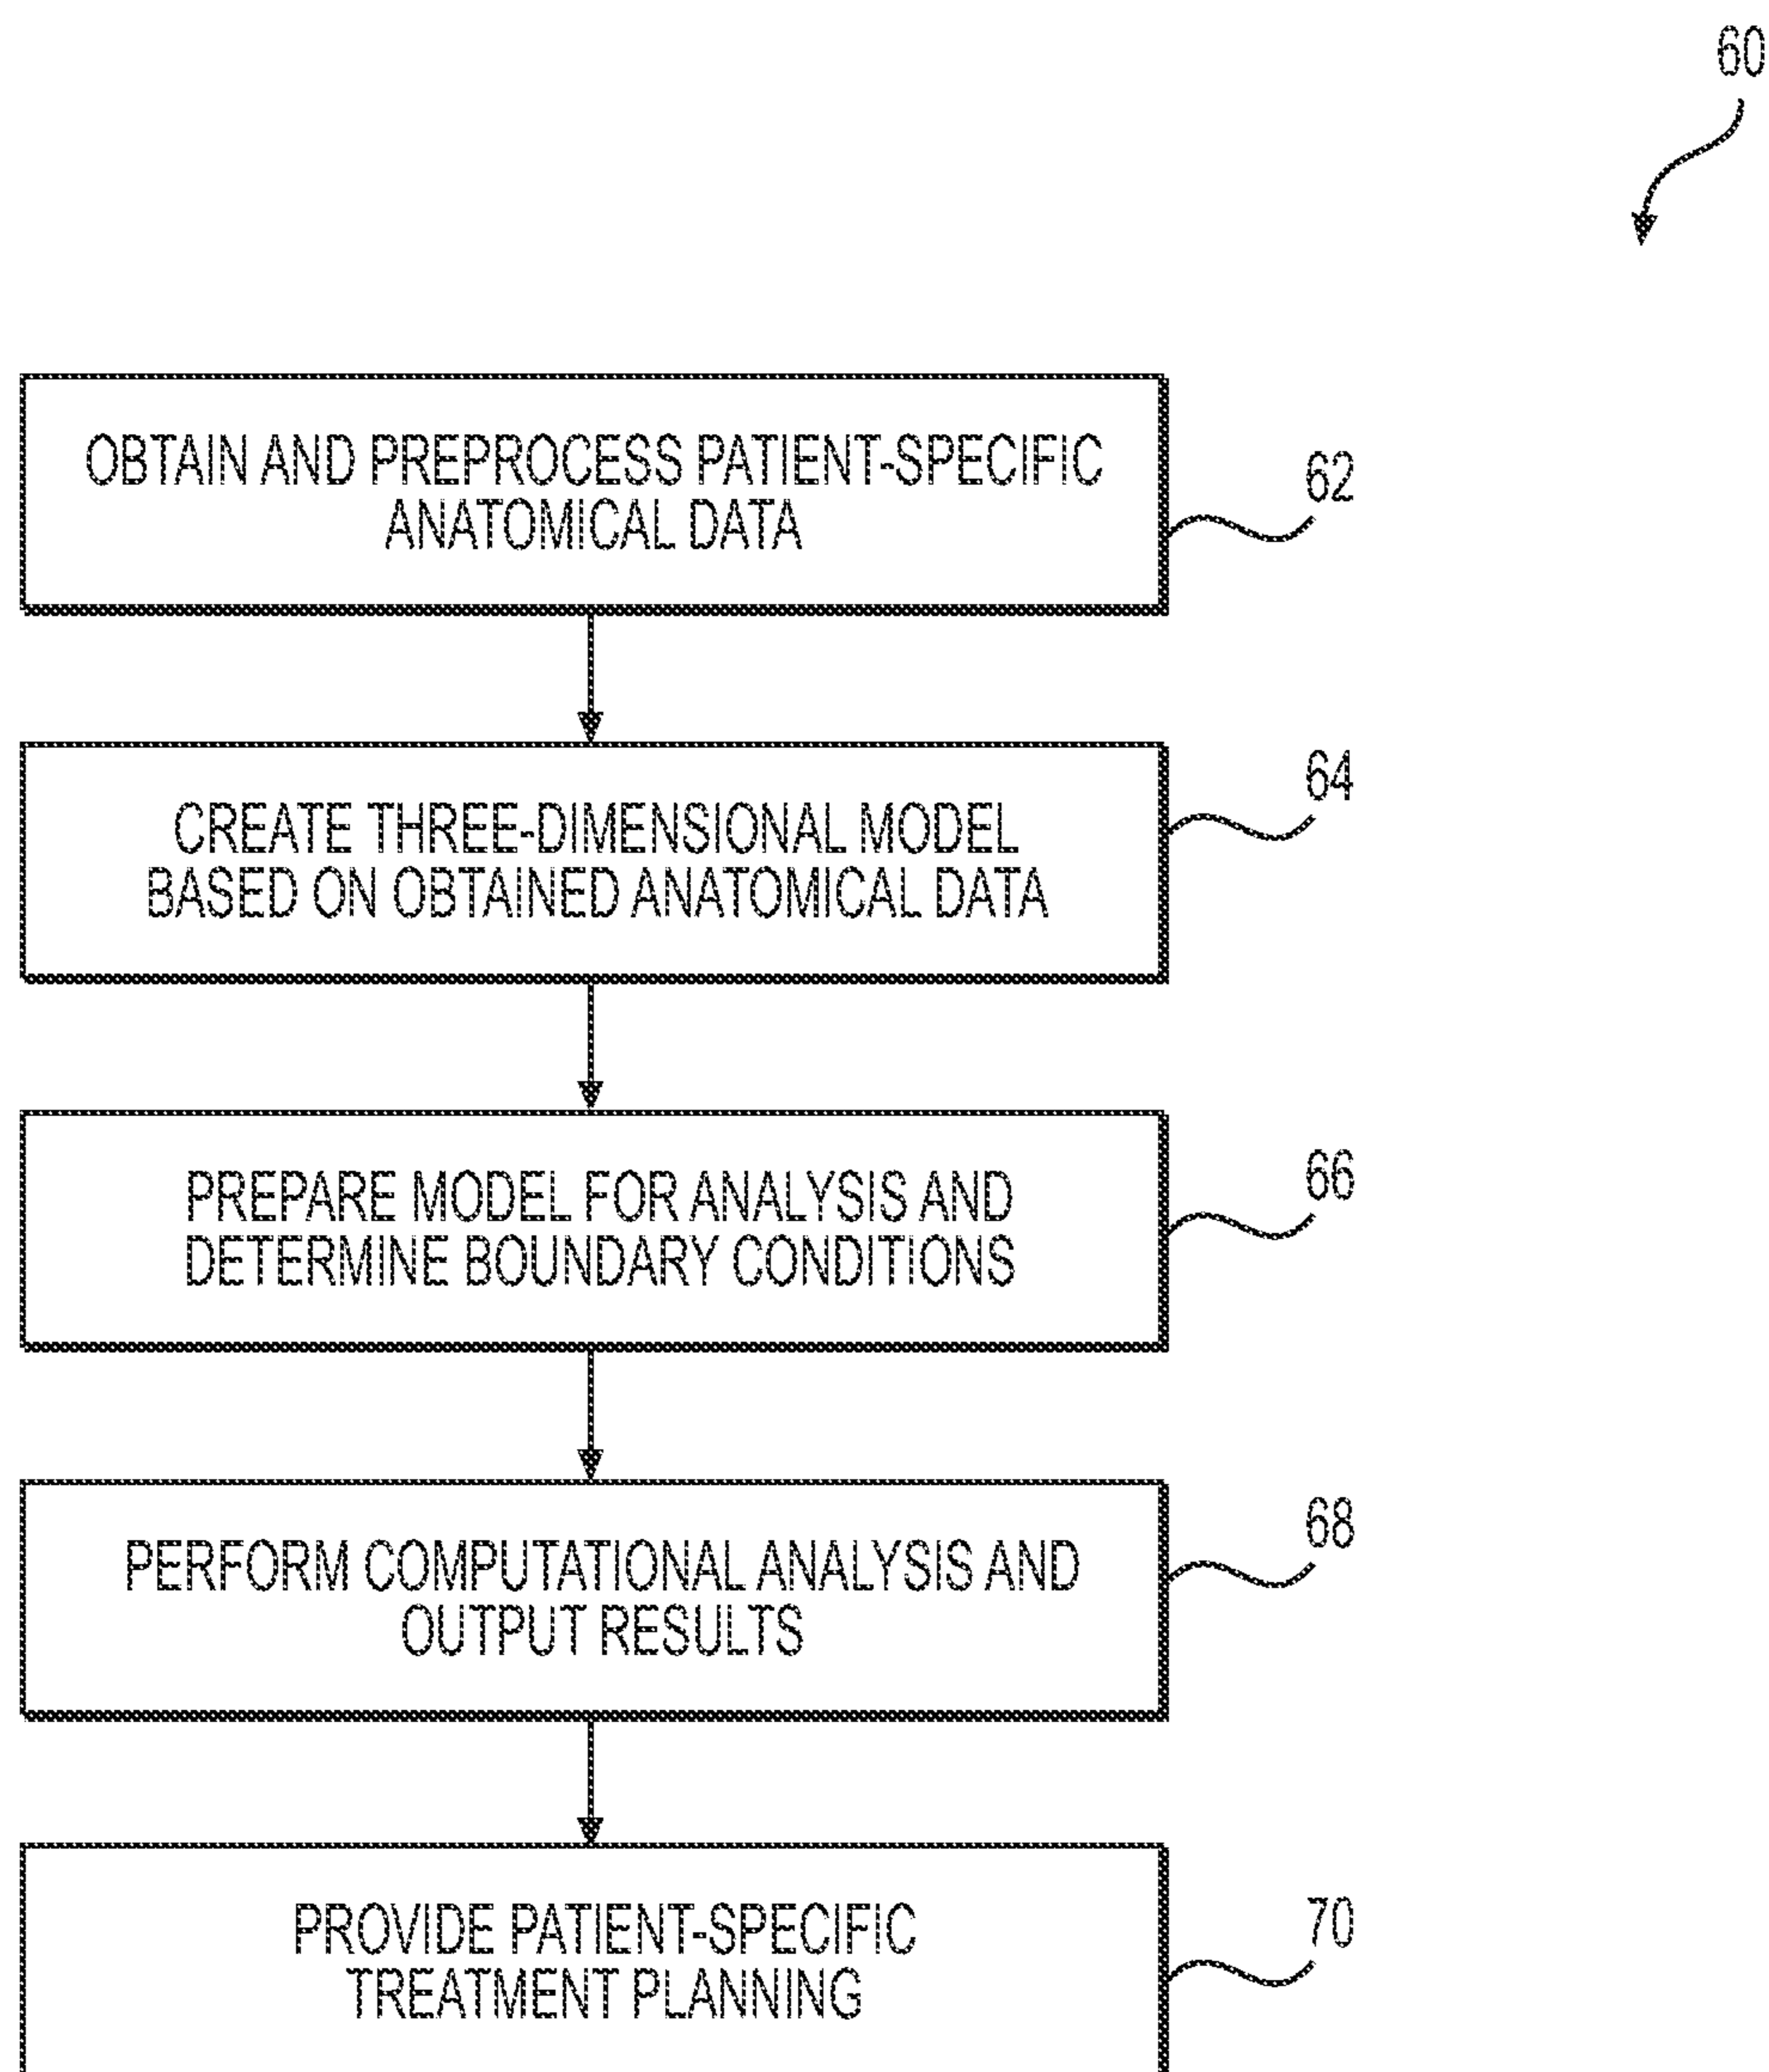 60
OBTAIN AND PREPROCESS PATIENT-SPECIFIC
ANATOMICAL DATA
62
CREATE THREE-DIMENSIONAL MODEL
BASED ON OBTAINED ANATOMICAL DATA
64
PREPARE MODEL FOR ANALYSIS AND
DETERMINE BOUNDARY CONDITIONS
66
PERFORM COMPUTATIONAL ANALYSIS AND
OUTPUT RESULTS
68
PROVIDE PATIENT-SPECIFIC
TREATMENT PLANNING
70